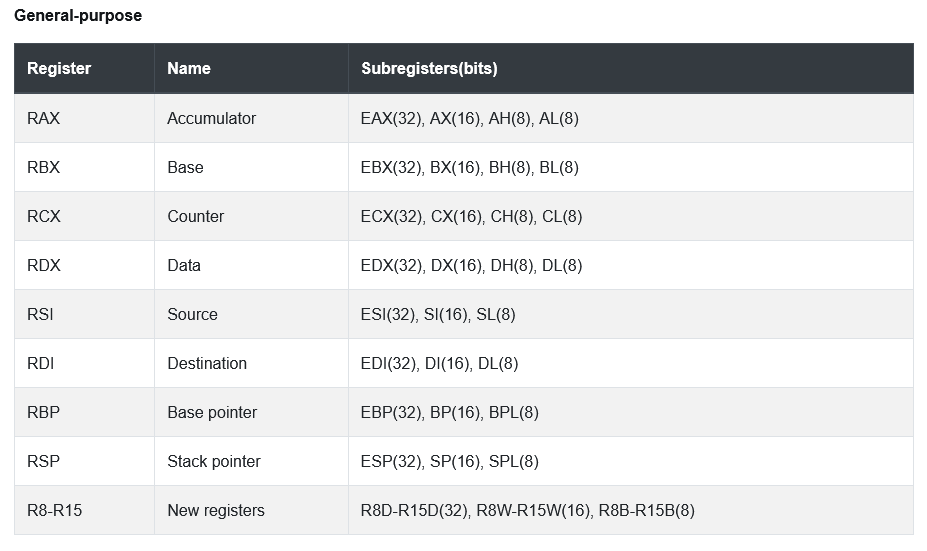 General-purpose
Register Name Subregisters(bits)
RAX Accumulator EAX(32), AX(16), AH(8), AL(8)
RBX Base EBX(32), BX(16), BH(8), BL(8)
RCX Counter ECX(32), CX(16), CH(8), CL(8)
RDX Data EDX(32), DX(16), DH(8), DL(8)
RSI Source ESI(32), SI(16), SL(8)
RDI Destination EDI(32), DI(16), DL(8)
RBP Base pointer EBP(32), BP(16), BPL(8)
RSP Stack pointer ESP(32), SP(16), SPL(8)
R8-R15 New registers R8D-R15D(32), R8W-R15W(16), R8B-R15B(8)